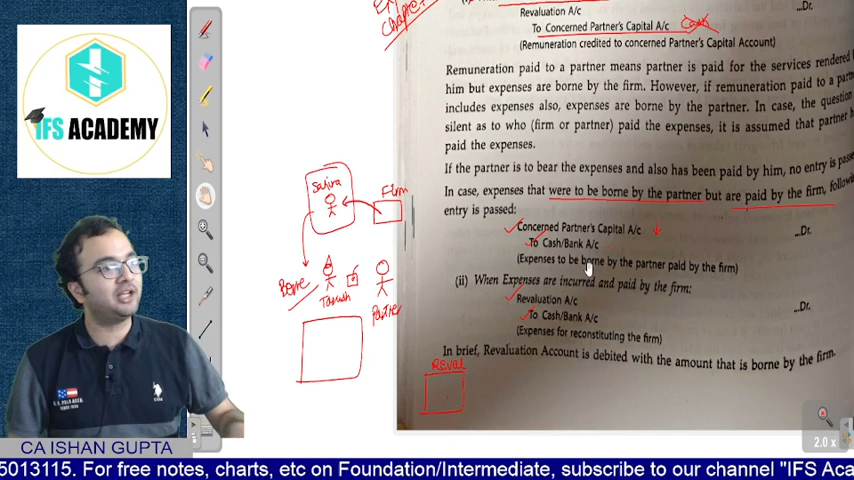 Chapter
Revaluation A/c ...Dr.
To Concerned Partner's Capital A/c Cash
(Remuneration credited to concerned Partner's Capital Account)
Remuneration paid to a partner means partner is paid for the services rendered
him but expenses are borne by the firm. However, if remuneration paid to a
includes expenses also, expenses are borne by the partner. In case, the question
silent as to who (firm or partner) paid the expenses, it is assumed that partner
paid the expenses.
If the partner is to bear the expenses and also has been paid by him, no entry is
In case, expenses that were to be borne by the partner but are paid by the firm,
entry is passed:
Concerned Partner's Capital A/c ...Dr.
To Cash/Bank A/c
(Expenses to be borne by the partner paid by the firm)
(ii) When Expenses are incurred and paid by the firm:
Revaluation A/c ...Dr.
To Cash/Bank A/c
(Expenses for reconstituting the firm)
In brief, Revaluation Account is debited with the amount that is borne by the firm.
REVAL
Firm
Borne
Partner
IFS ACADEMY
U.S. POLO ASSN.
2.0 x
CA ISHAN GUPTA
5013115. For free notes, charts, etc on Foundation/Intermediate, subscribe to our channel "IFS Aca